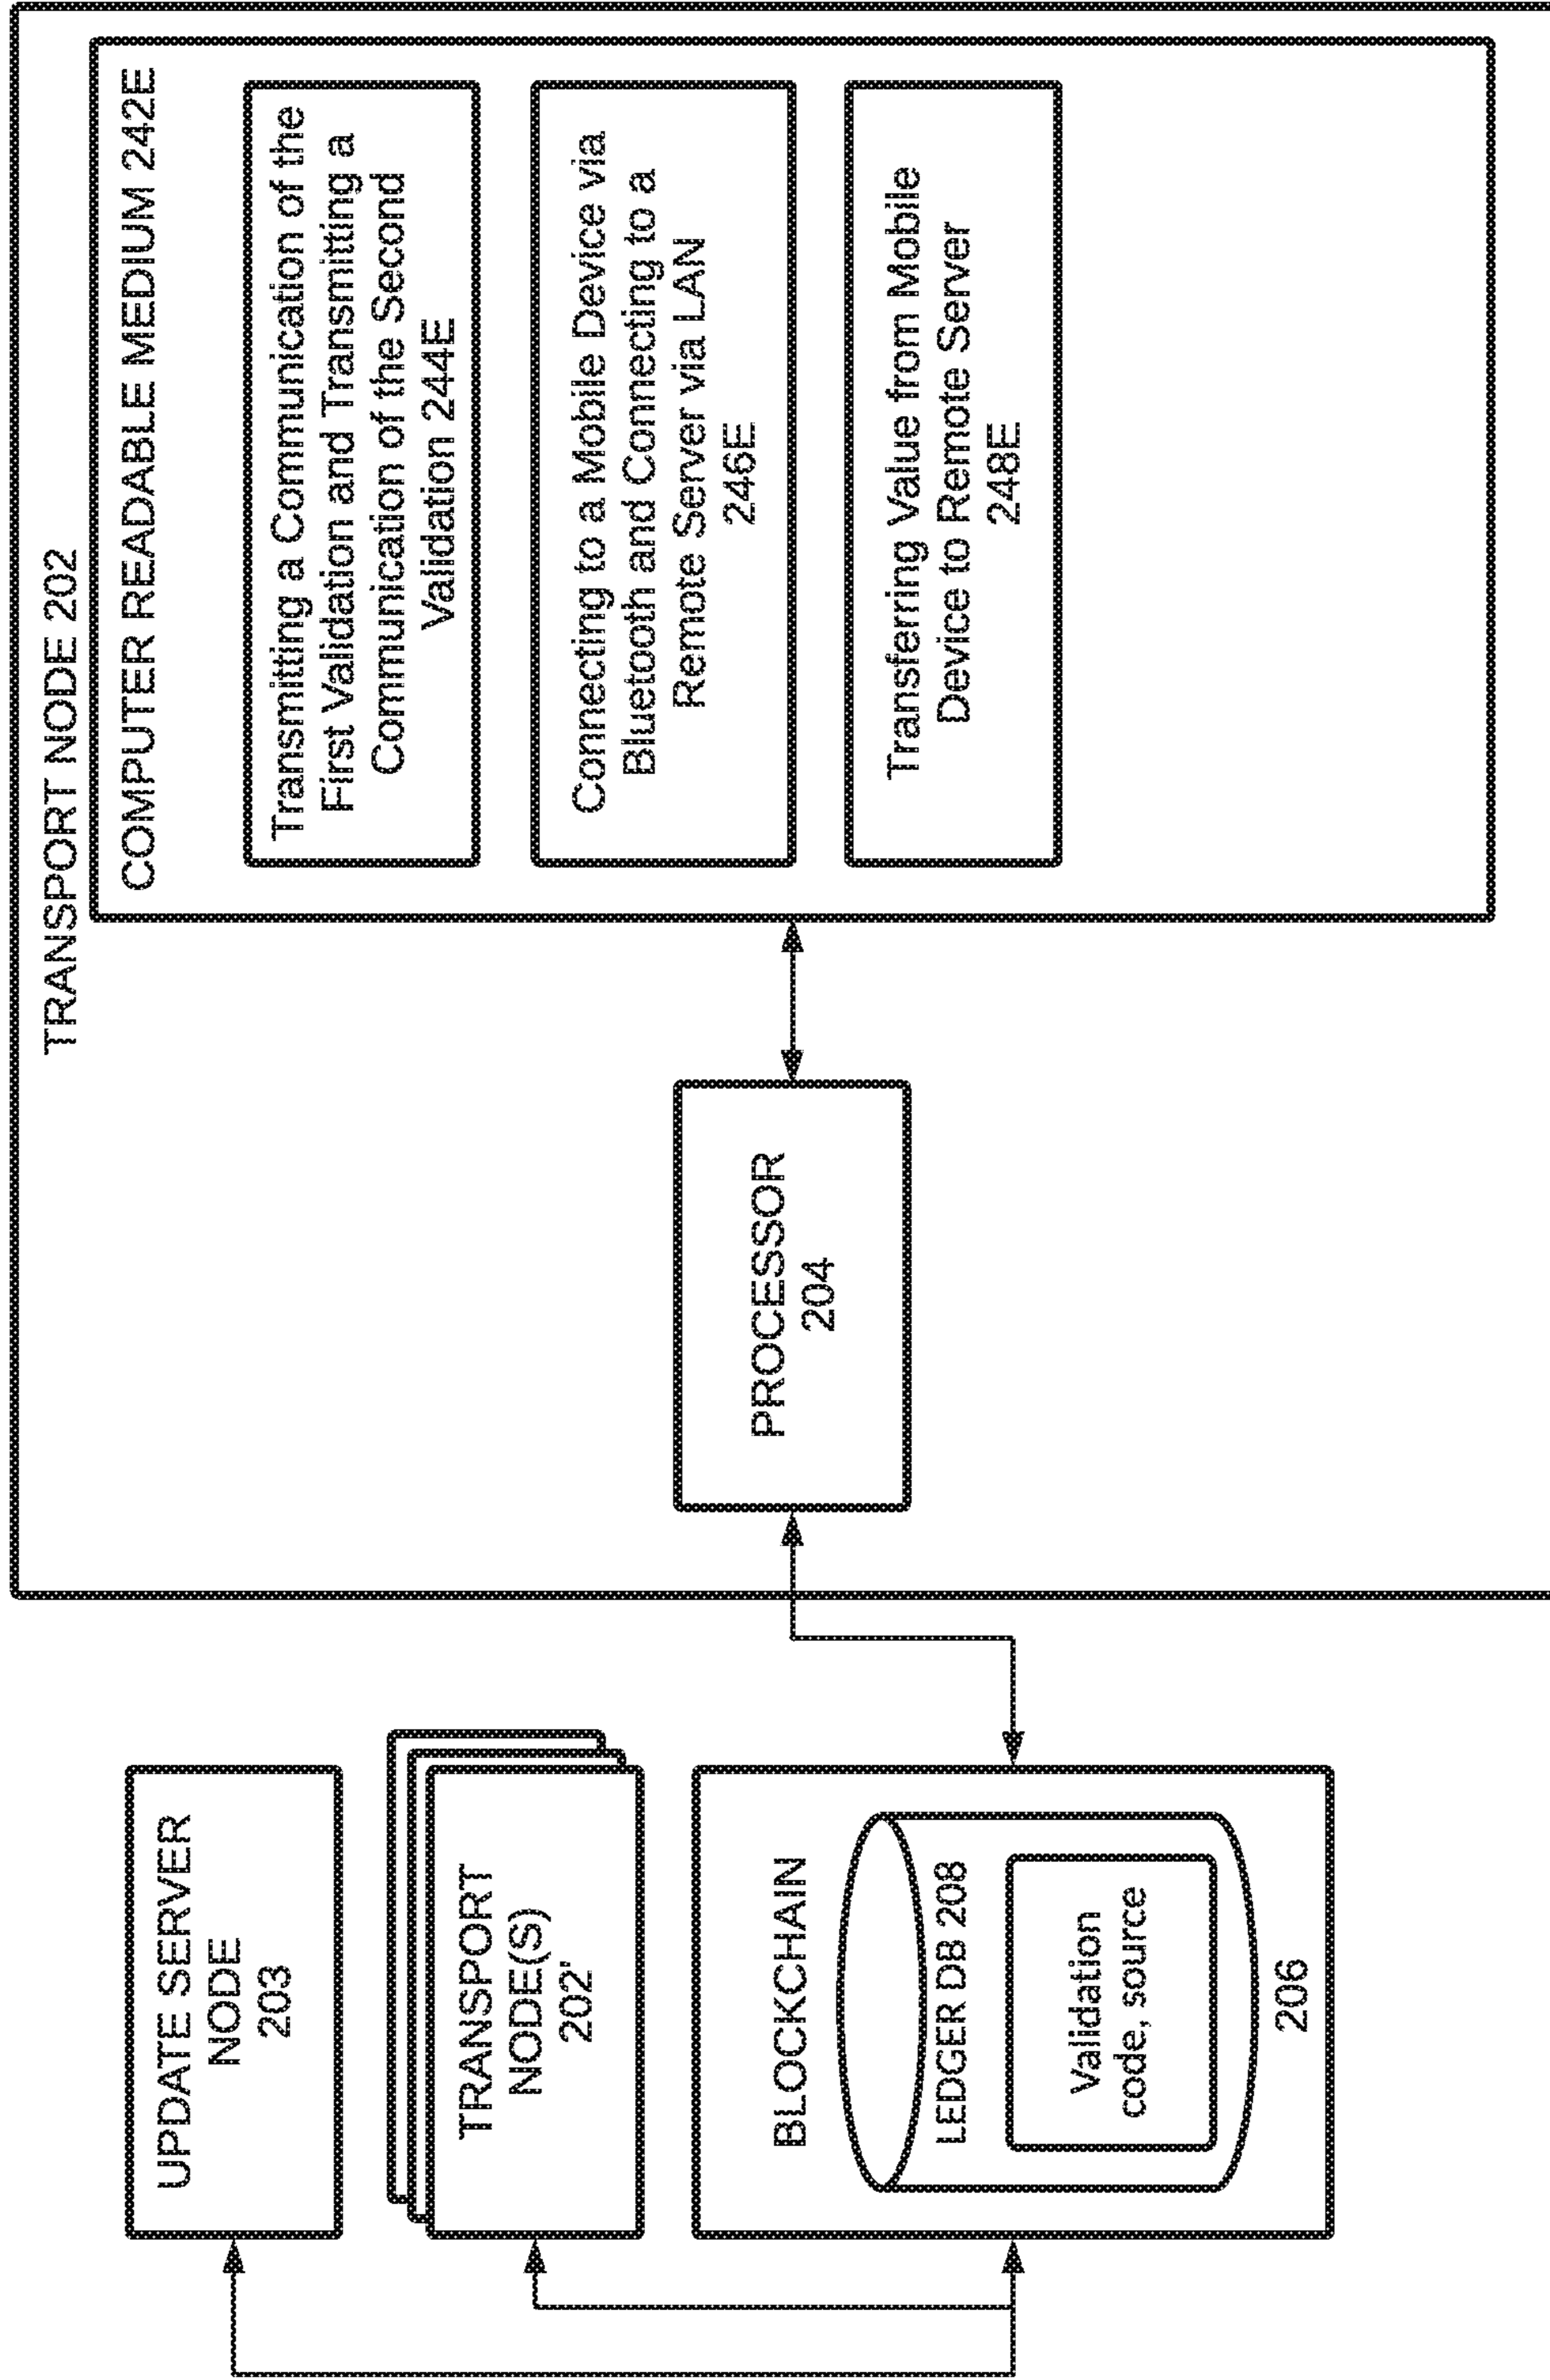 UPDATE SERVER
NODE
203
TRANSPORT
NODE(S)
202'
BLOCKCHAIN
LEDGER DB 208
Validation
code, source
206
TRANSPORT NODE 202
PROCESSOR
204
COMPUTER READABLE MEDIUM 242E
Transmitting a Communication of the
First Validation and Transmitting a
Communication of the Second
Validation 244E
Connecting to a Mobile Device via
Bluetooth and Connecting to a
Remote Server via LAN
246E
Transferring Value from Mobile
Device to Remote Server
248E